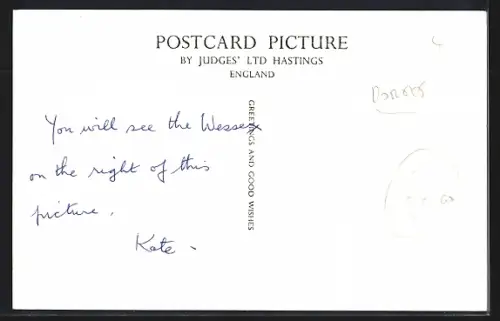 POSTCARD PICTURE
BY JUDGES' LTD HASTINGS
ENGLAND
GREETINGS AND GOOD WISHES
You will see the Wessex
on the right of this
picture.
Kate.